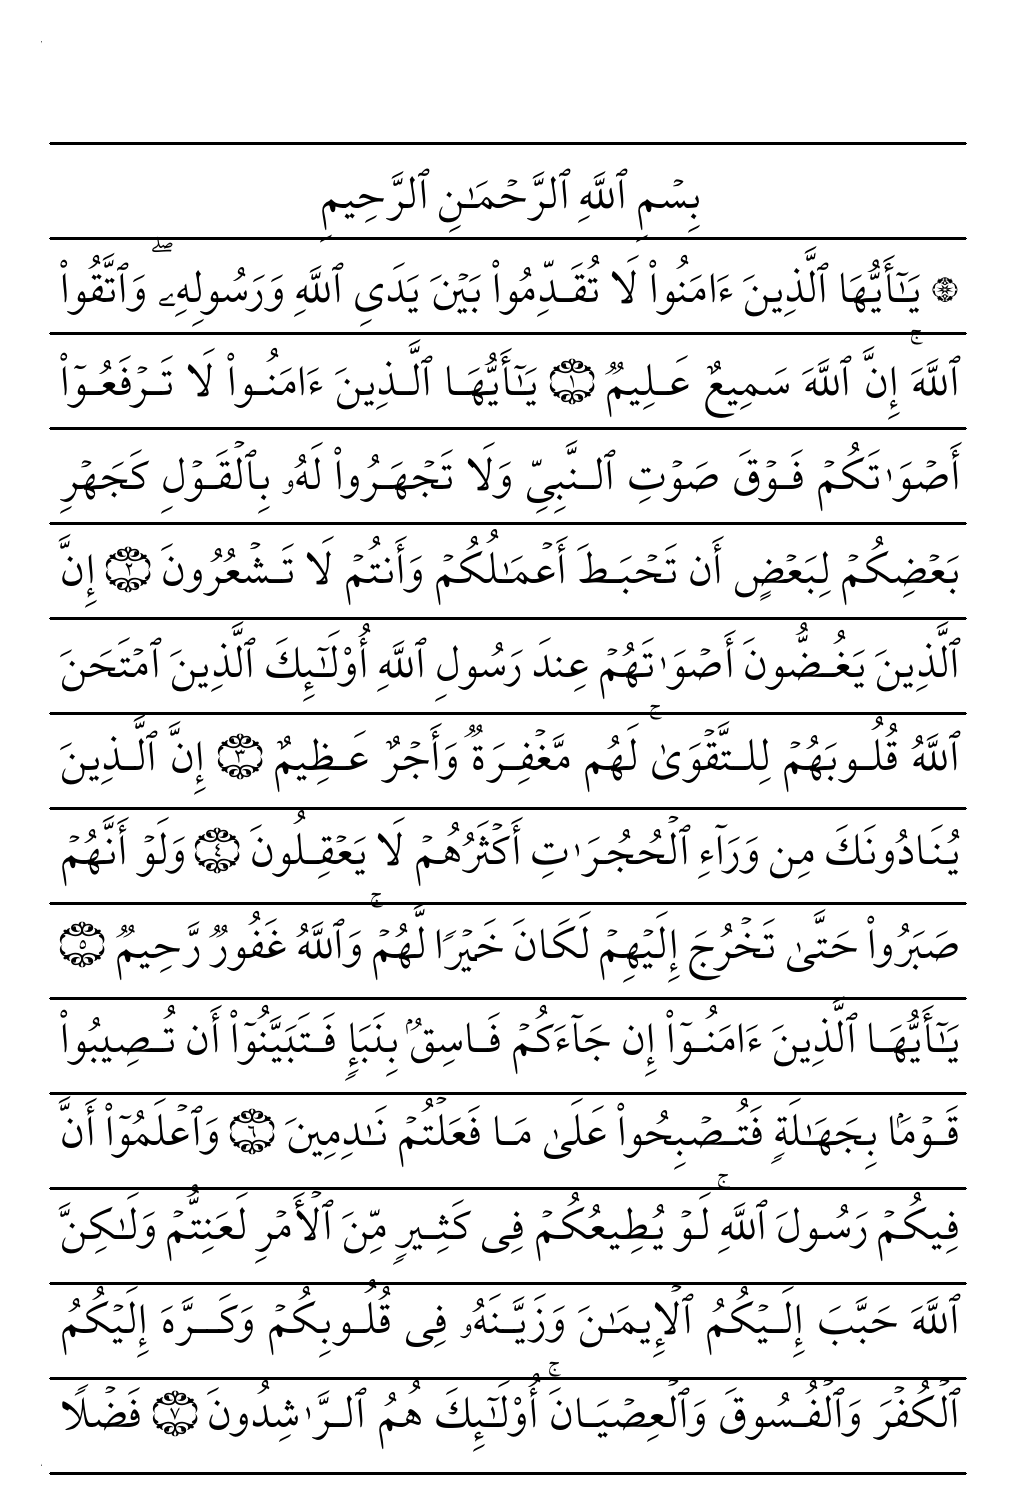 بِسۡمِ ٱللَّهِ ٱلرَّحۡمَـٰنِ ٱلرَّحِيمِ
۞ يَـٰٓأَيُّهَا ٱلَّذِينَ ءَامَنُوا۟ لَا تُقَدِّمُوا۟ بَيۡنَ يَدَىِ ٱللَّهِ وَرَسُولِهِۦۖ وَٱتَّقُوا۟
ٱللَّهَۚ إِنَّ ٱللَّهَ سَمِيعٌ عَلِيمٌ ۝١ يَـٰٓأَيُّهَا ٱلَّذِينَ ءَامَنُوا۟ لَا تَرۡفَعُوٓا۟
أَصۡوَٰتَكُمۡ فَوۡقَ صَوۡتِ ٱلنَّبِىِّ وَلَا تَجۡهَرُوا۟ لَهُۥ بِٱلۡقَوۡلِ كَجَهۡرِ
بَعۡضِكُمۡ لِبَعۡضٍ أَن تَحۡبَطَ أَعۡمَـٰلُكُمۡ وَأَنتُمۡ لَا تَشۡعُرُونَ ۝٢ إِنَّ
ٱلَّذِينَ يَغُضُّونَ أَصۡوَٰتَهُمۡ عِندَ رَسُولِ ٱللَّهِ أُو۟لَـٰٓئِكَ ٱلَّذِينَ ٱمۡتَحَنَ
ٱللَّهُ قُلُوبَهُمۡ لِلتَّقۡوَىٰۚ لَهُم مَّغۡفِرَةٌ وَأَجۡرٌ عَظِيمٌ ۝٣ إِنَّ ٱلَّذِينَ
يُنَادُونَكَ مِن وَرَآءِ ٱلۡحُجُرَٰتِ أَكۡثَرُهُمۡ لَا يَعۡقِلُونَ ۝٤ وَلَوۡ أَنَّهُمۡ
صَبَرُوا۟ حَتَّىٰ تَخۡرُجَ إِلَيۡهِمۡ لَكَانَ خَيۡرًا لَّهُمۡۚ وَٱللَّهُ غَفُورٌ رَّحِيمٌ ۝٥
يَـٰٓأَيُّهَا ٱلَّذِينَ ءَامَنُوٓا۟ إِن جَآءَكُمۡ فَاسِقٌۢ بِنَبَإٍ فَتَبَيَّنُوٓا۟ أَن تُصِيبُوا۟
قَوۡمًۢا بِجَهَـٰلَةٍ فَتُصۡبِحُوا۟ عَلَىٰ مَا فَعَلۡتُمۡ نَـٰدِمِينَ ۝٦ وَٱعۡلَمُوٓا۟ أَنَّ
فِيكُمۡ رَسُولَ ٱللَّهِۚ لَوۡ يُطِيعُكُمۡ فِى كَثِيرٍ مِّنَ ٱلۡأَمۡرِ لَعَنِتُّمۡ وَلَـٰكِنَّ
ٱللَّهَ حَبَّبَ إِلَيۡكُمُ ٱلۡإِيمَـٰنَ وَزَيَّنَهُۥ فِى قُلُوبِكُمۡ وَكَرَّهَ إِلَيۡكُمُ
ٱلۡكُفۡرَ وَٱلۡفُسُوقَ وَٱلۡعِصۡيَانَۚ أُو۟لَـٰٓئِكَ هُمُ ٱلرَّٰشِدُونَ ۝٧ فَضۡلًا